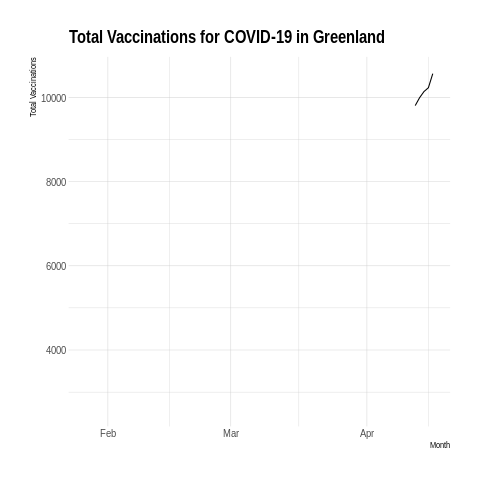 Total Vaccinations for COVID-19 in Greenland
Total Vaccinations
10000
8000
6000
4000
Feb
Mar
Apr
Month